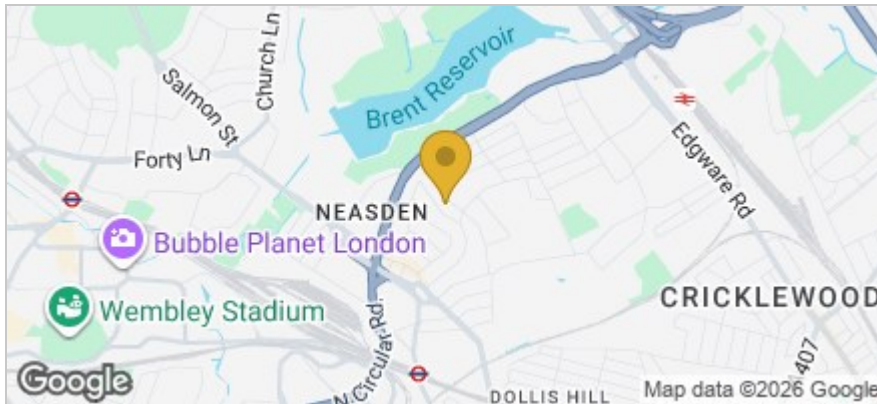 Church Ln
Salmon St
Forty Ln
Brent Reservoir
Edgware Rd
NEASDEN
Bubble Planet London
Wembley Stadium
CRICKLEWOOD
N Circular Rd.
407
DOLLIS HILL
Google
Map data ©2026 Google